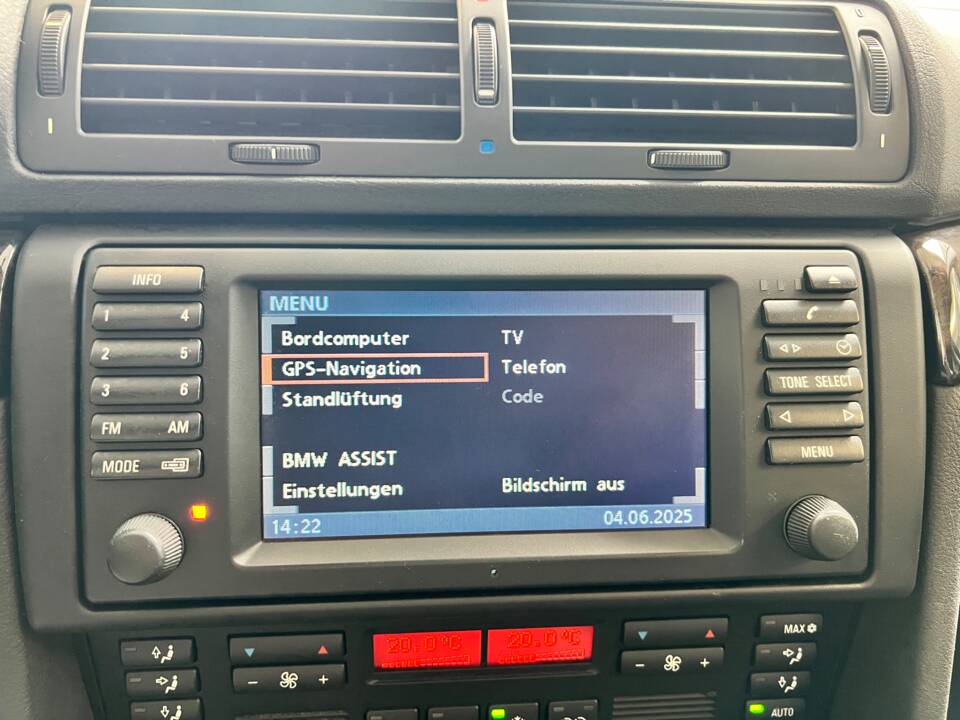 INFO
1 4
2 5
3 6
FM AM
MODE
MENU
Bordcomputer TV
GPS-Navigation Telefon
Standlüftung Code
BMW ASSIST
Einstellungen Bildschirm aus
14:22 04.06.2025
TONE SELECT
MENU
20.0°C 20.0°C
MAX
AUTO